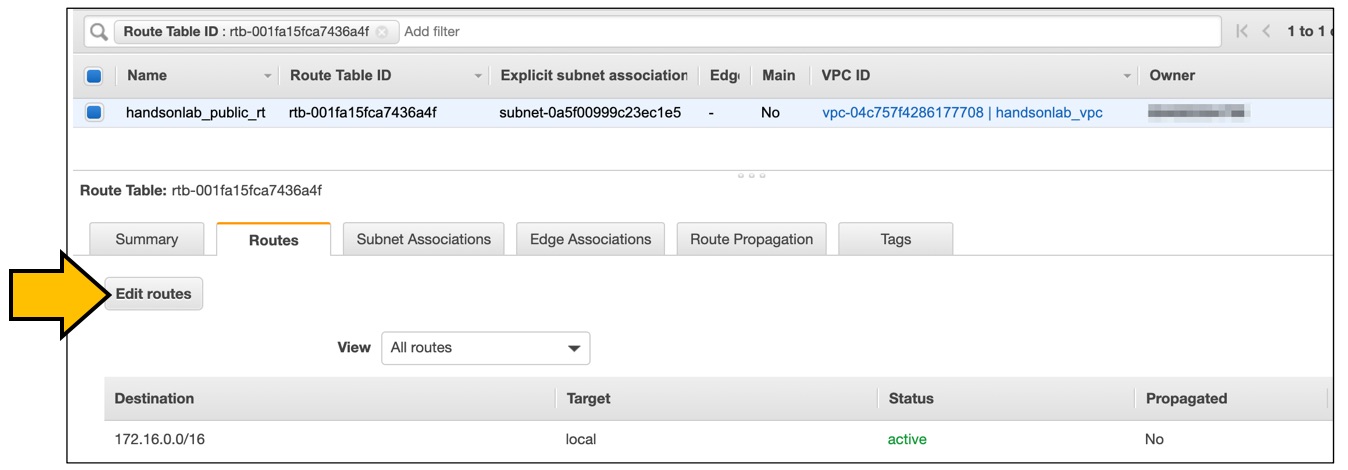 Route Table ID : rtb-001fa15fca7436a4f Add filter 1 to 1
Name Route Table ID Explicit subnet association Edg Main VPC ID Owner
handsonlab_public_rt rtb-001fa15fca7436a4f subnet-0a5f00999c23ec1e5 - No vpc-04c757f4286177708 | handsonlab_vpc
Route Table: rtb-001fa15fca7436a4f
Summary Routes Subnet Associations Edge Associations Route Propagation Tags
Edit routes
View All routes
Destination Target Status Propagated
172.16.0.0/16 local active No